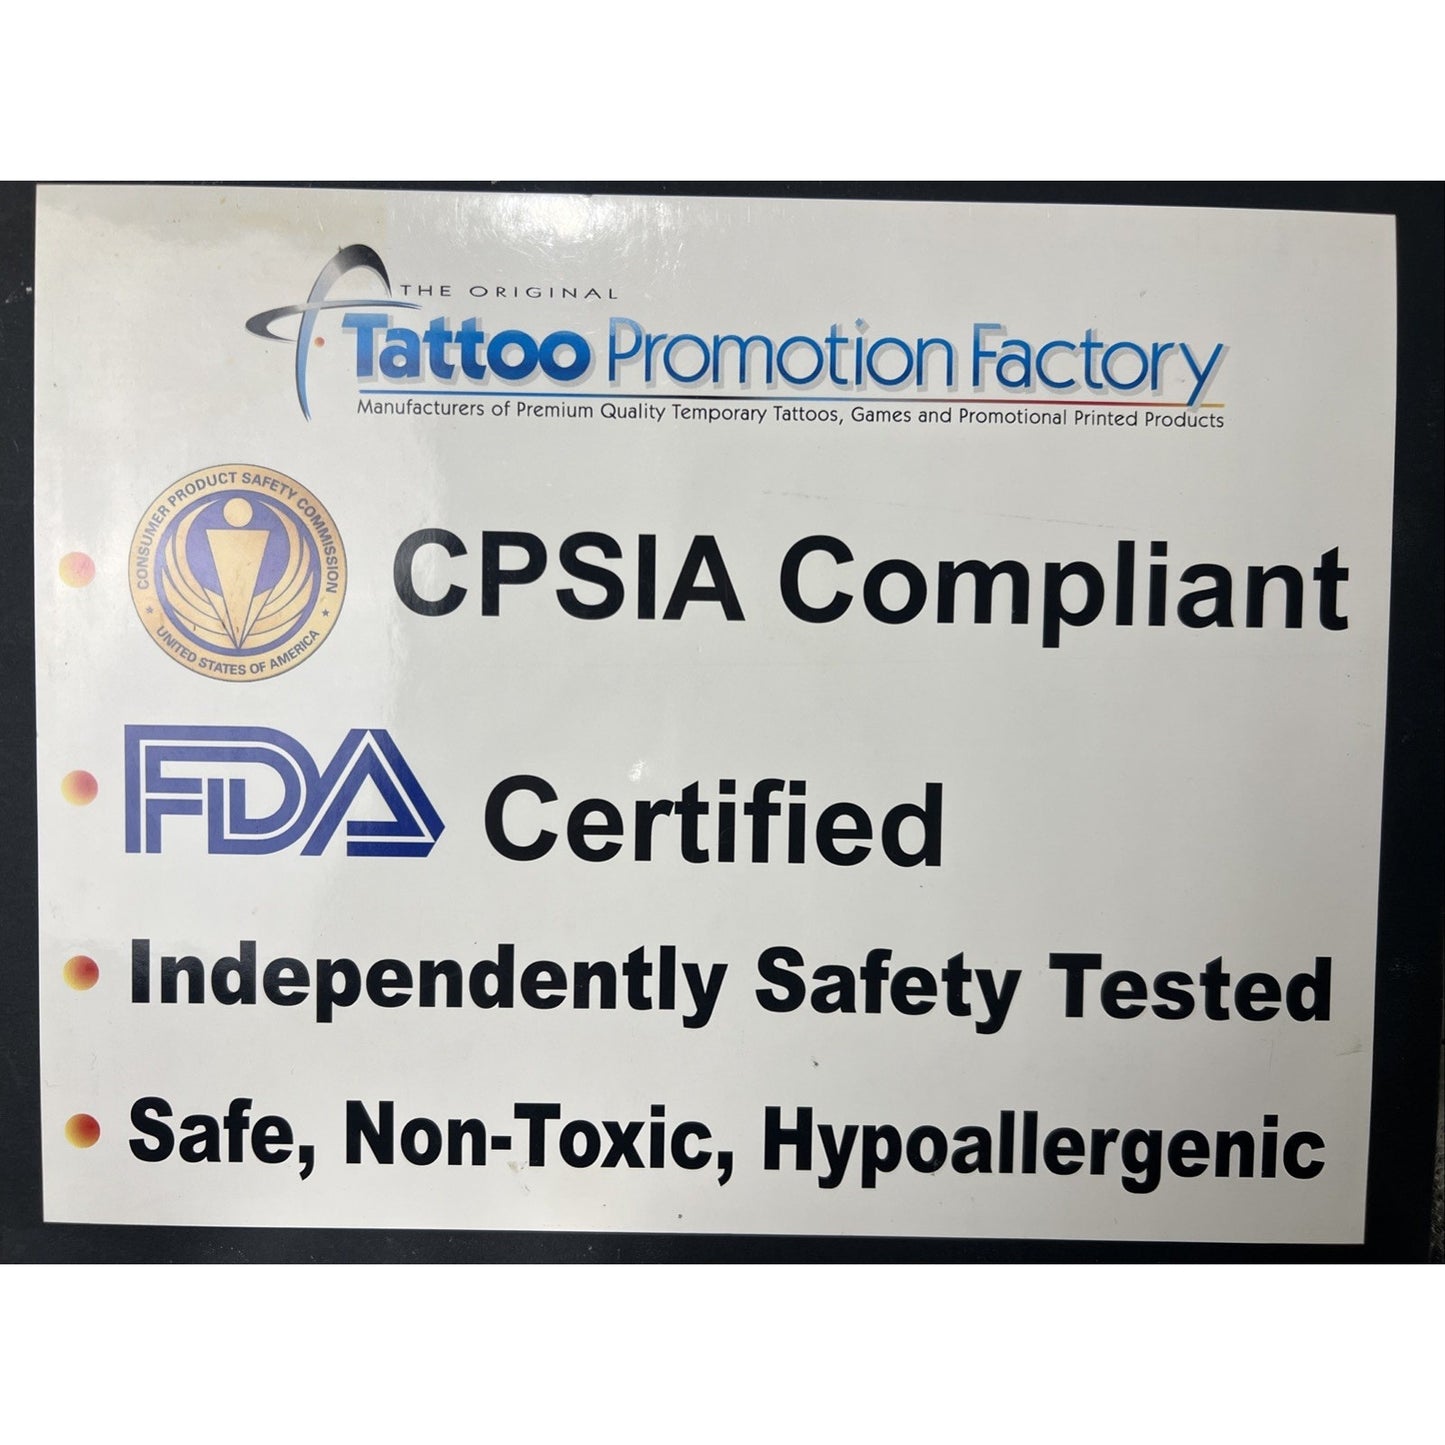 THE ORIGINAL
Tattoo Promotion Factory
Manufacturers of Premium Quality Temporary Tattoos, Games and Promotional Printed Products
CONSUMER PRODUCT SAFETY COMMISSION
UNITED STATES OF AMERICA
CPSIA Compliant
FDA Certified
Independently Safety Tested
Safe, Non-Toxic, Hypoallergenic